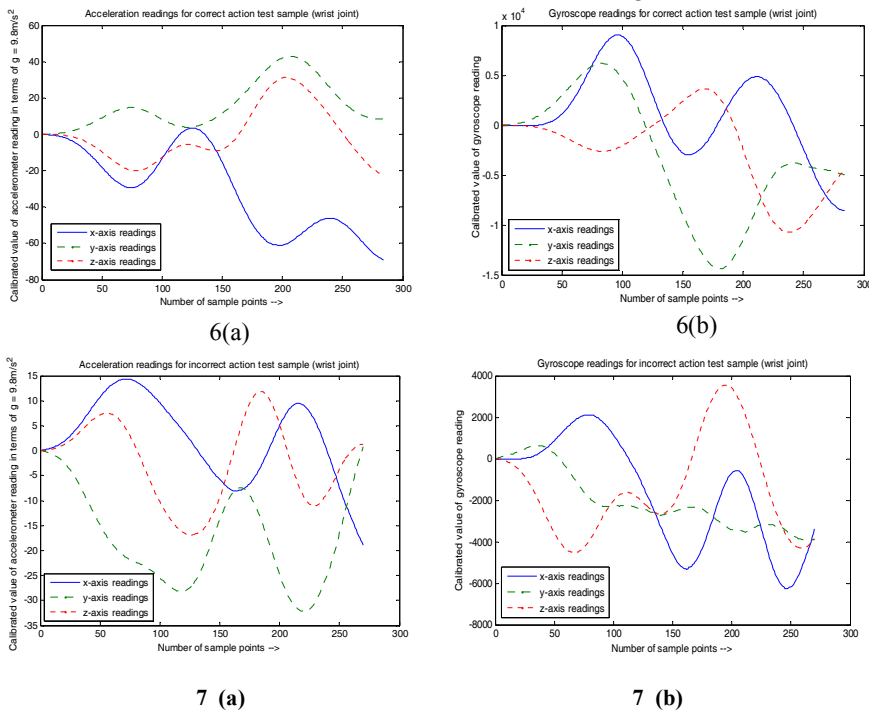 Acceleration readings for correct action test sample (wrist joint)
Calibrated value of accelerometer reading in terms of g = 9.8m/s²
60
40
20
0
-20
-40
-60
-80
x-axis readings
y-axis readings
z-axis readings
0 50 100 150 200 250 300
Number of sample points -->
6(a)
Gyroscope readings for correct action test sample (wrist joint)
x 10⁴
Calibrated value of gyroscope reading
1
0.5
0
-0.5
-1
-1.5
x-axis readings
y-axis readings
z-axis readings
0 50 100 150 200 250 300
Number of sample points -->
6(b)
Acceleration readings for incorrect action test sample (wrist joint)
Calibrated value of accelerometer reading in terms of g = 9.8m/s²
15
10
5
0
-5
-10
-15
-20
-25
-30
-35
x-axis readings
y-axis readings
z-axis readings
0 50 100 150 200 250 300
Number of sample points -->
7 (a)
Gyroscope readings for incorrect action test sample (wrist joint)
Calibrated value of gyroscope reading
4000
2000
0
-2000
-4000
-6000
-8000
x-axis readings
y-axis readings
z-axis readings
0 50 100 150 200 250 300
Number of sample points -->
7 (b)